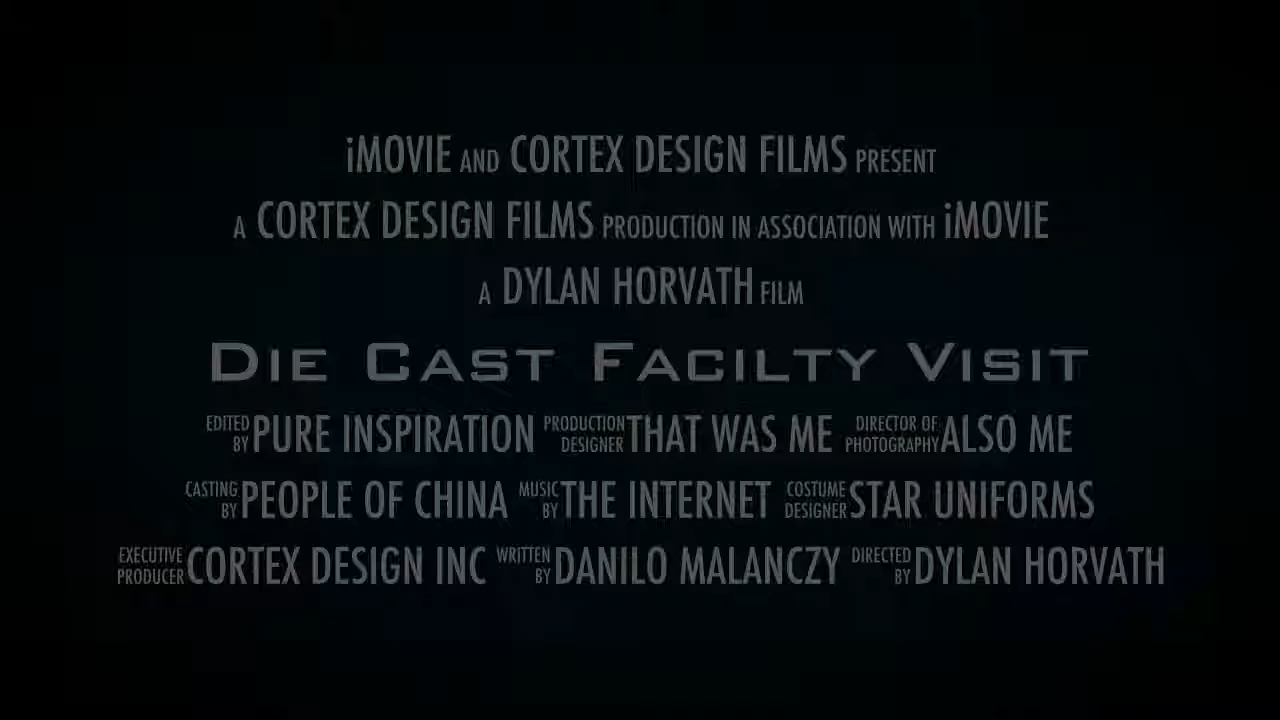 iMOVIE AND CORTEX DESIGN FILMS PRESENT
A CORTEX DESIGN FILMS PRODUCTION IN ASSOCIATION WITH iMOVIE
A DYLAN HORVATH FILM
DIE CAST FACILTY VISIT
EDITED BY PURE INSPIRATION PRODUCTION DESIGNER THAT WAS ME DIRECTOR OF PHOTOGRAPHY ALSO ME
CASTING BY PEOPLE OF CHINA MUSIC BY THE INTERNET COSTUME DESIGNER STAR UNIFORMS
EXECUTIVE PRODUCER CORTEX DESIGN INC WRITTEN BY DANILO MALANCZY DIRECTED BY DYLAN HORVATH